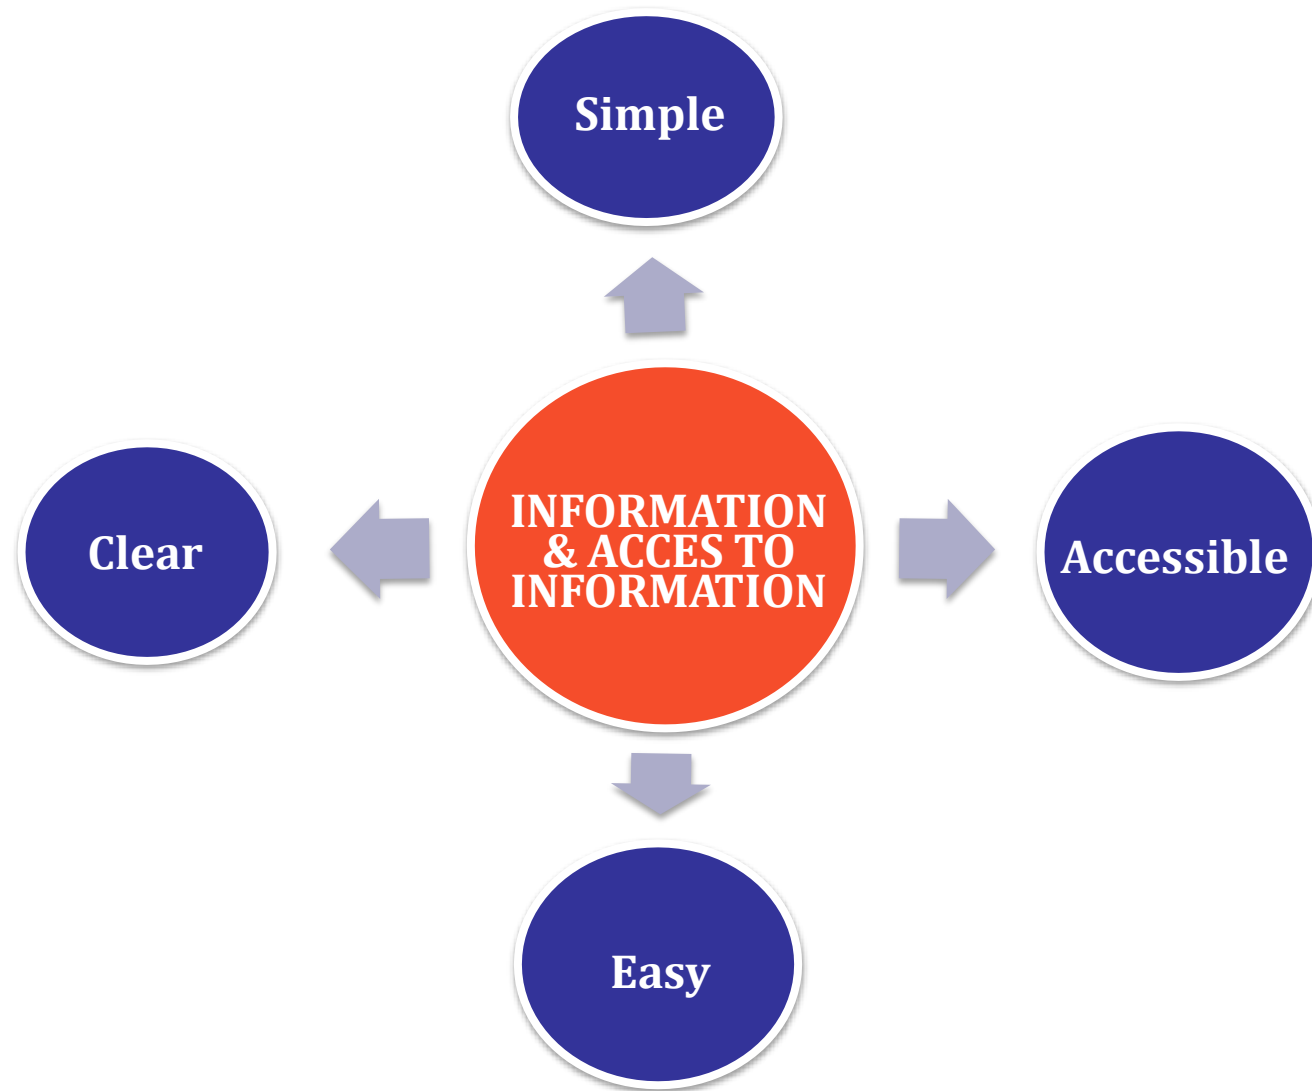 Simple
INFORMATION
& ACCES TO
INFORMATION
Clear
Accessible
Easy